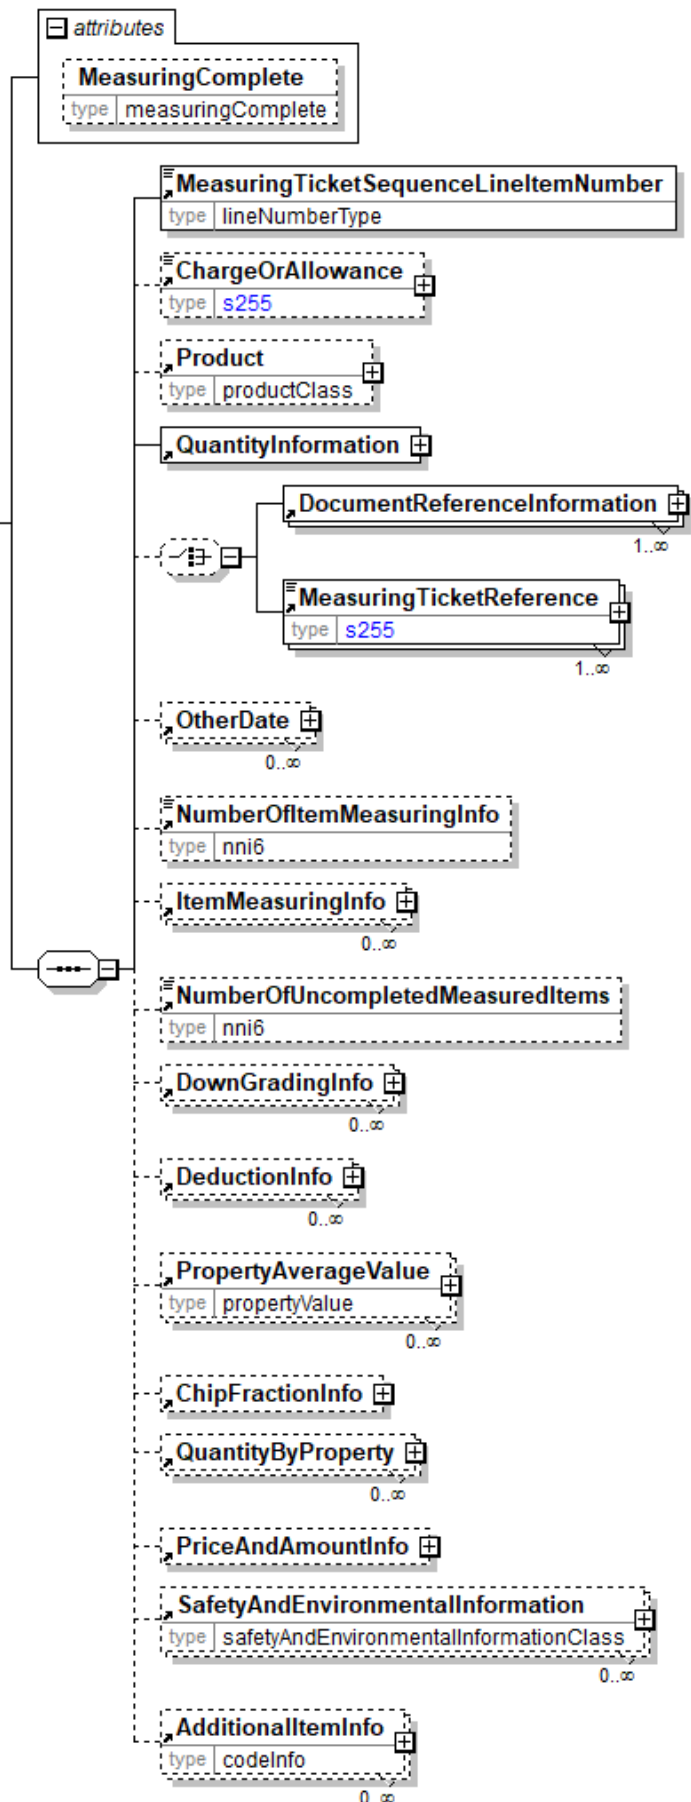 attributes
MeasuringComplete
type measuringComplete
MeasuringTicketSequenceLineItemNumber
type lineNumberType
ChargeOrAllowance
type s255
Product
type productClass
QuantityInformation
DocumentReferenceInformation
1..∞
MeasuringTicketReference
type s255
1..∞
OtherDate
0..∞
NumberOfItemMeasuringInfo
type nni6
ItemMeasuringInfo
0..∞
NumberOfUncompletedMeasuredItems
type nni6
DownGradingInfo
0..∞
DeductionInfo
0..∞
PropertyAverageValue
type propertyValue
0..∞
ChipFractionInfo
QuantityByProperty
0..∞
PriceAndAmountInfo
SafetyAndEnvironmentalInformation
type safetyAndEnvironmentalInformationClass
0..∞
AdditionalItemInfo
type codeInfo
0..∞